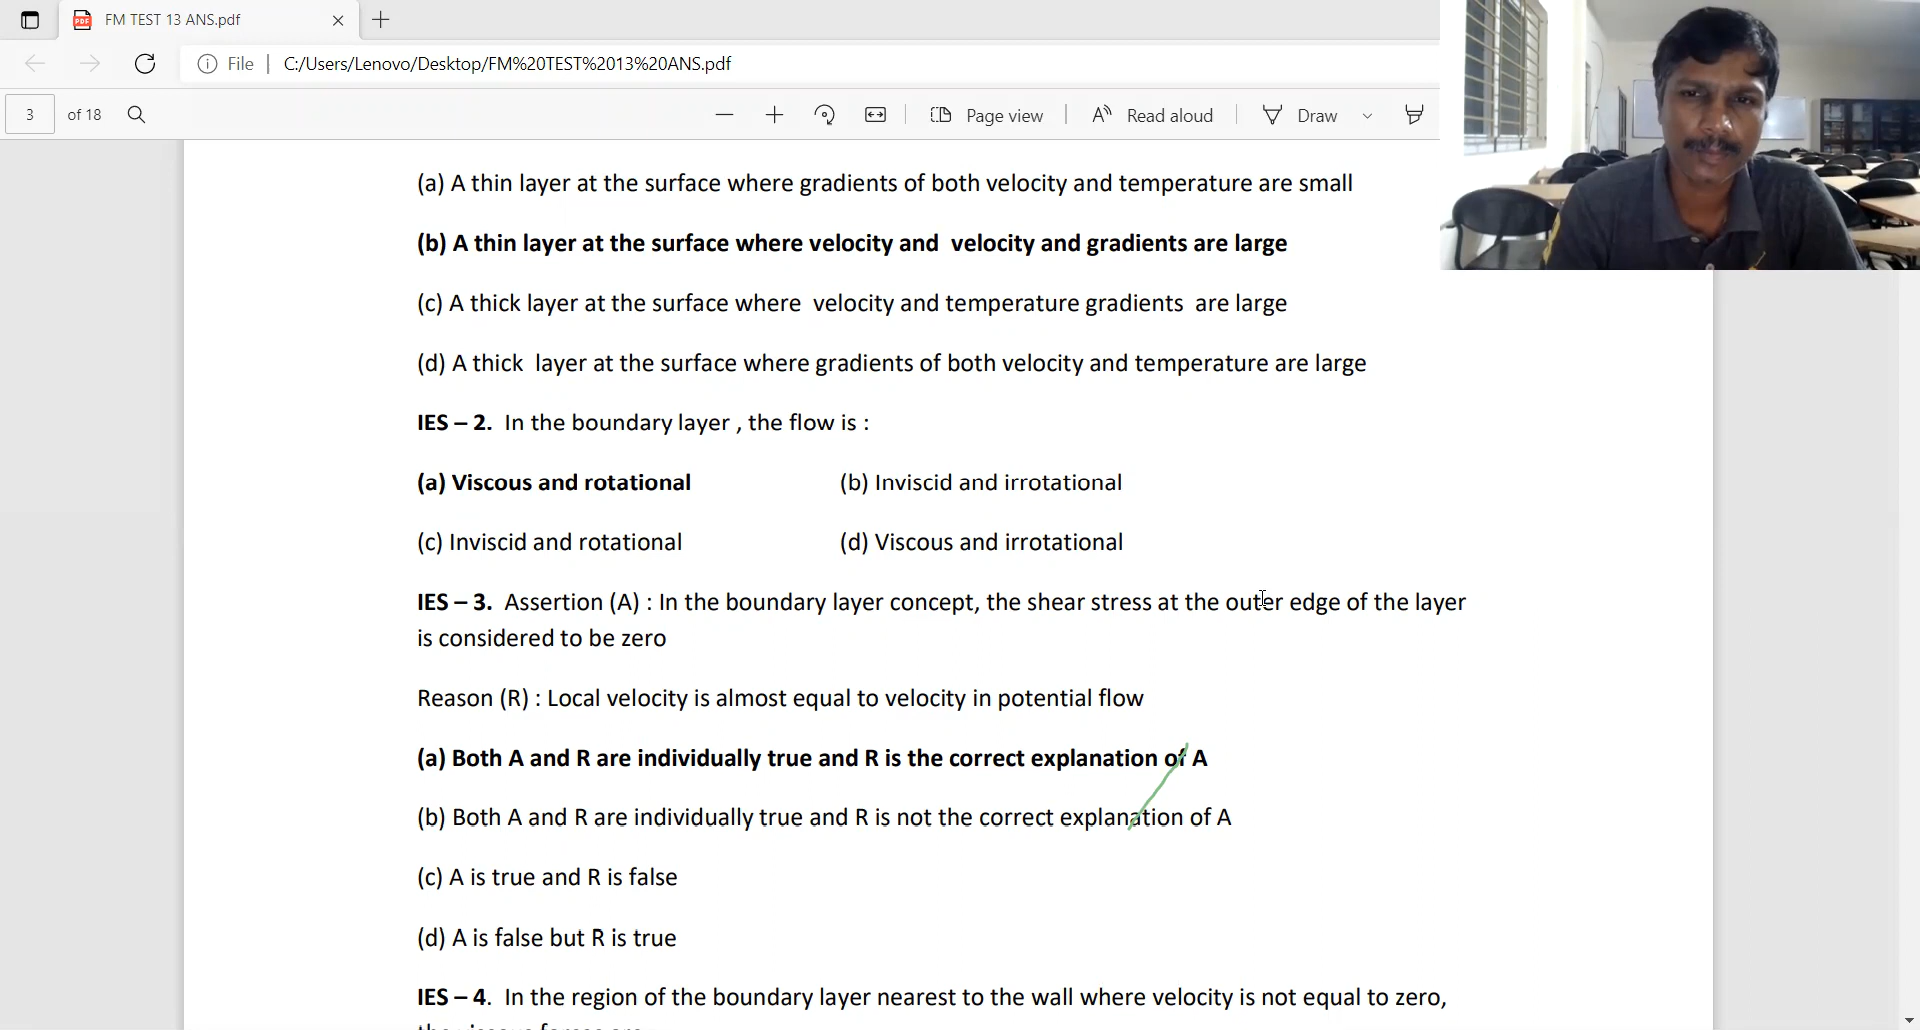 FM TEST 13 ANS.pdf
File
C:/Users/Lenovo/Desktop/FM%20TEST%2013%20ANS.pdf
3 of 18
Page view
Read aloud
Draw
(a) A thin layer at the surface where gradients of both velocity and temperature are small
(b) A thin layer at the surface where velocity and velocity and gradients are large
(c) A thick layer at the surface where velocity and temperature gradients are large
(d) A thick layer at the surface where gradients of both velocity and temperature are large
IES – 2. In the boundary layer , the flow is :
(a) Viscous and rotational (b) Inviscid and irrotational
(c) Inviscid and rotational (d) Viscous and irrotational
IES – 3. Assertion (A) : In the boundary layer concept, the shear stress at the outer edge of the layer
is considered to be zero
Reason (R) : Local velocity is almost equal to velocity in potential flow
(a) Both A and R are individually true and R is the correct explanation of A
(b) Both A and R are individually true and R is not the correct explanation of A
(c) A is true and R is false
(d) A is false but R is true
IES – 4. In the region of the boundary layer nearest to the wall where velocity is not equal to zero,